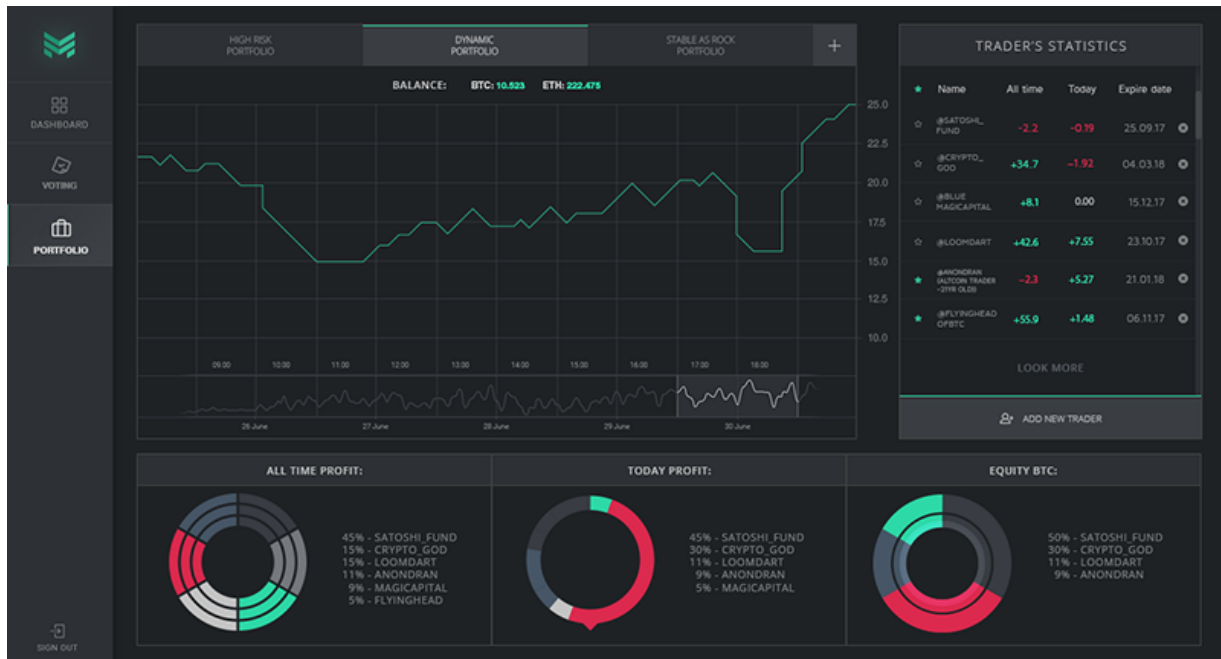 HIGH RISK
PORTFOLIO
DYNAMIC
PORTFOLIO
STABLE AS ROCK
PORTFOLIO
+
BALANCE: BTC: 10.523 ETH: 222.475
25.0
22.5
20.0
17.5
15.0
12.5
10.0
09:00 10:00 11:00 12:00 13:00 14:00 15:00 16:00 17:00 18:00
26 June 27 June 28 June 29 June 30 June
DASHBOARD
VOTING
PORTFOLIO
SIGN OUT
TRADER'S STATISTICS
Name All time Today Expire date
@SATOSHI_
FUND -2.2 -0.19 25.09.17
@CRYPTO_
GOD +34.7 -1.92 04.03.18
@BLUE
MAGICAPITAL +8.1 0.00 15.12.17
@LOOMDART +42.6 +7.55 23.10.17
@ANONDRAN
(ALTCOIN TRADER
-21YR OLD)) -2.3 +5.27 21.01.18
@FLYINGHEAD
OFBTC +55.9 +1.48 06.11.17
LOOK MORE
ADD NEW TRADER
ALL TIME PROFIT:
45% - SATOSHI_FUND
15% - CRYPTO_GOD
15% - LOOMDART
11% - ANONDRAN
9% - MAGICAPITAL
5% - FLYINGHEAD
TODAY PROFIT:
45% - SATOSHI_FUND
30% - CRYPTO_GOD
11% - LOOMDART
9% - ANONDRAN
5% - MAGICAPITAL
EQUITY BTC:
50% - SATOSHI_FUND
30% - CRYPTO_GOD
11% - LOOMDART
9% - ANONDRAN